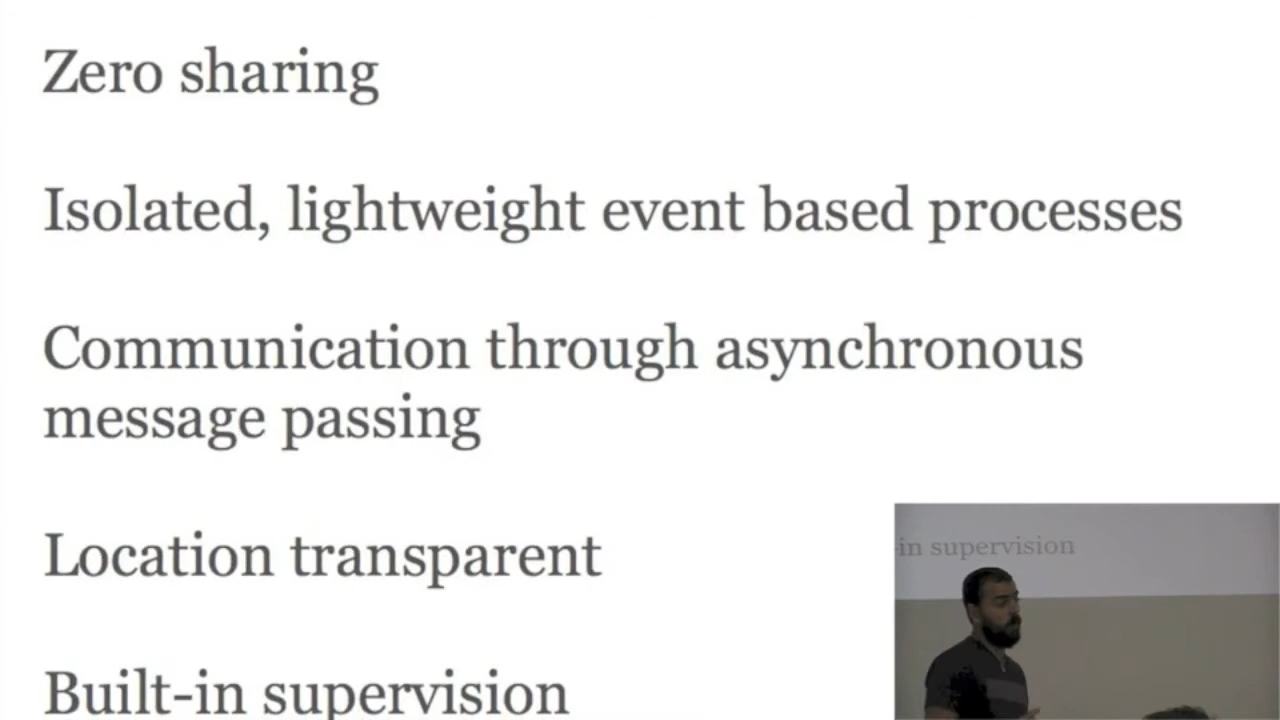 Zero sharing
Isolated, lightweight event based processes
Communication through asynchronous
message passing
Location transparent
Built-in supervision
-in supervision